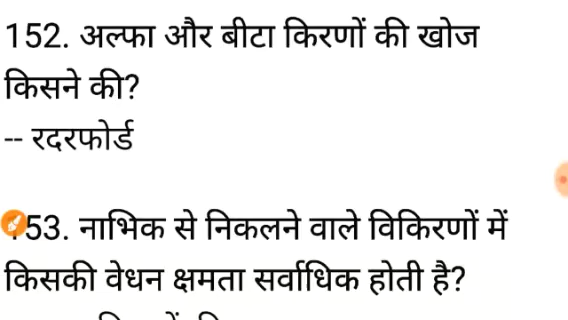 152. अल्फा और बीटा किरणों की खोज
किसने की?
-- रदरफोर्ड
53. नाभिक से निकलने वाले विकिरणों में
किसकी वेधन क्षमता सर्वाधिक होती है?